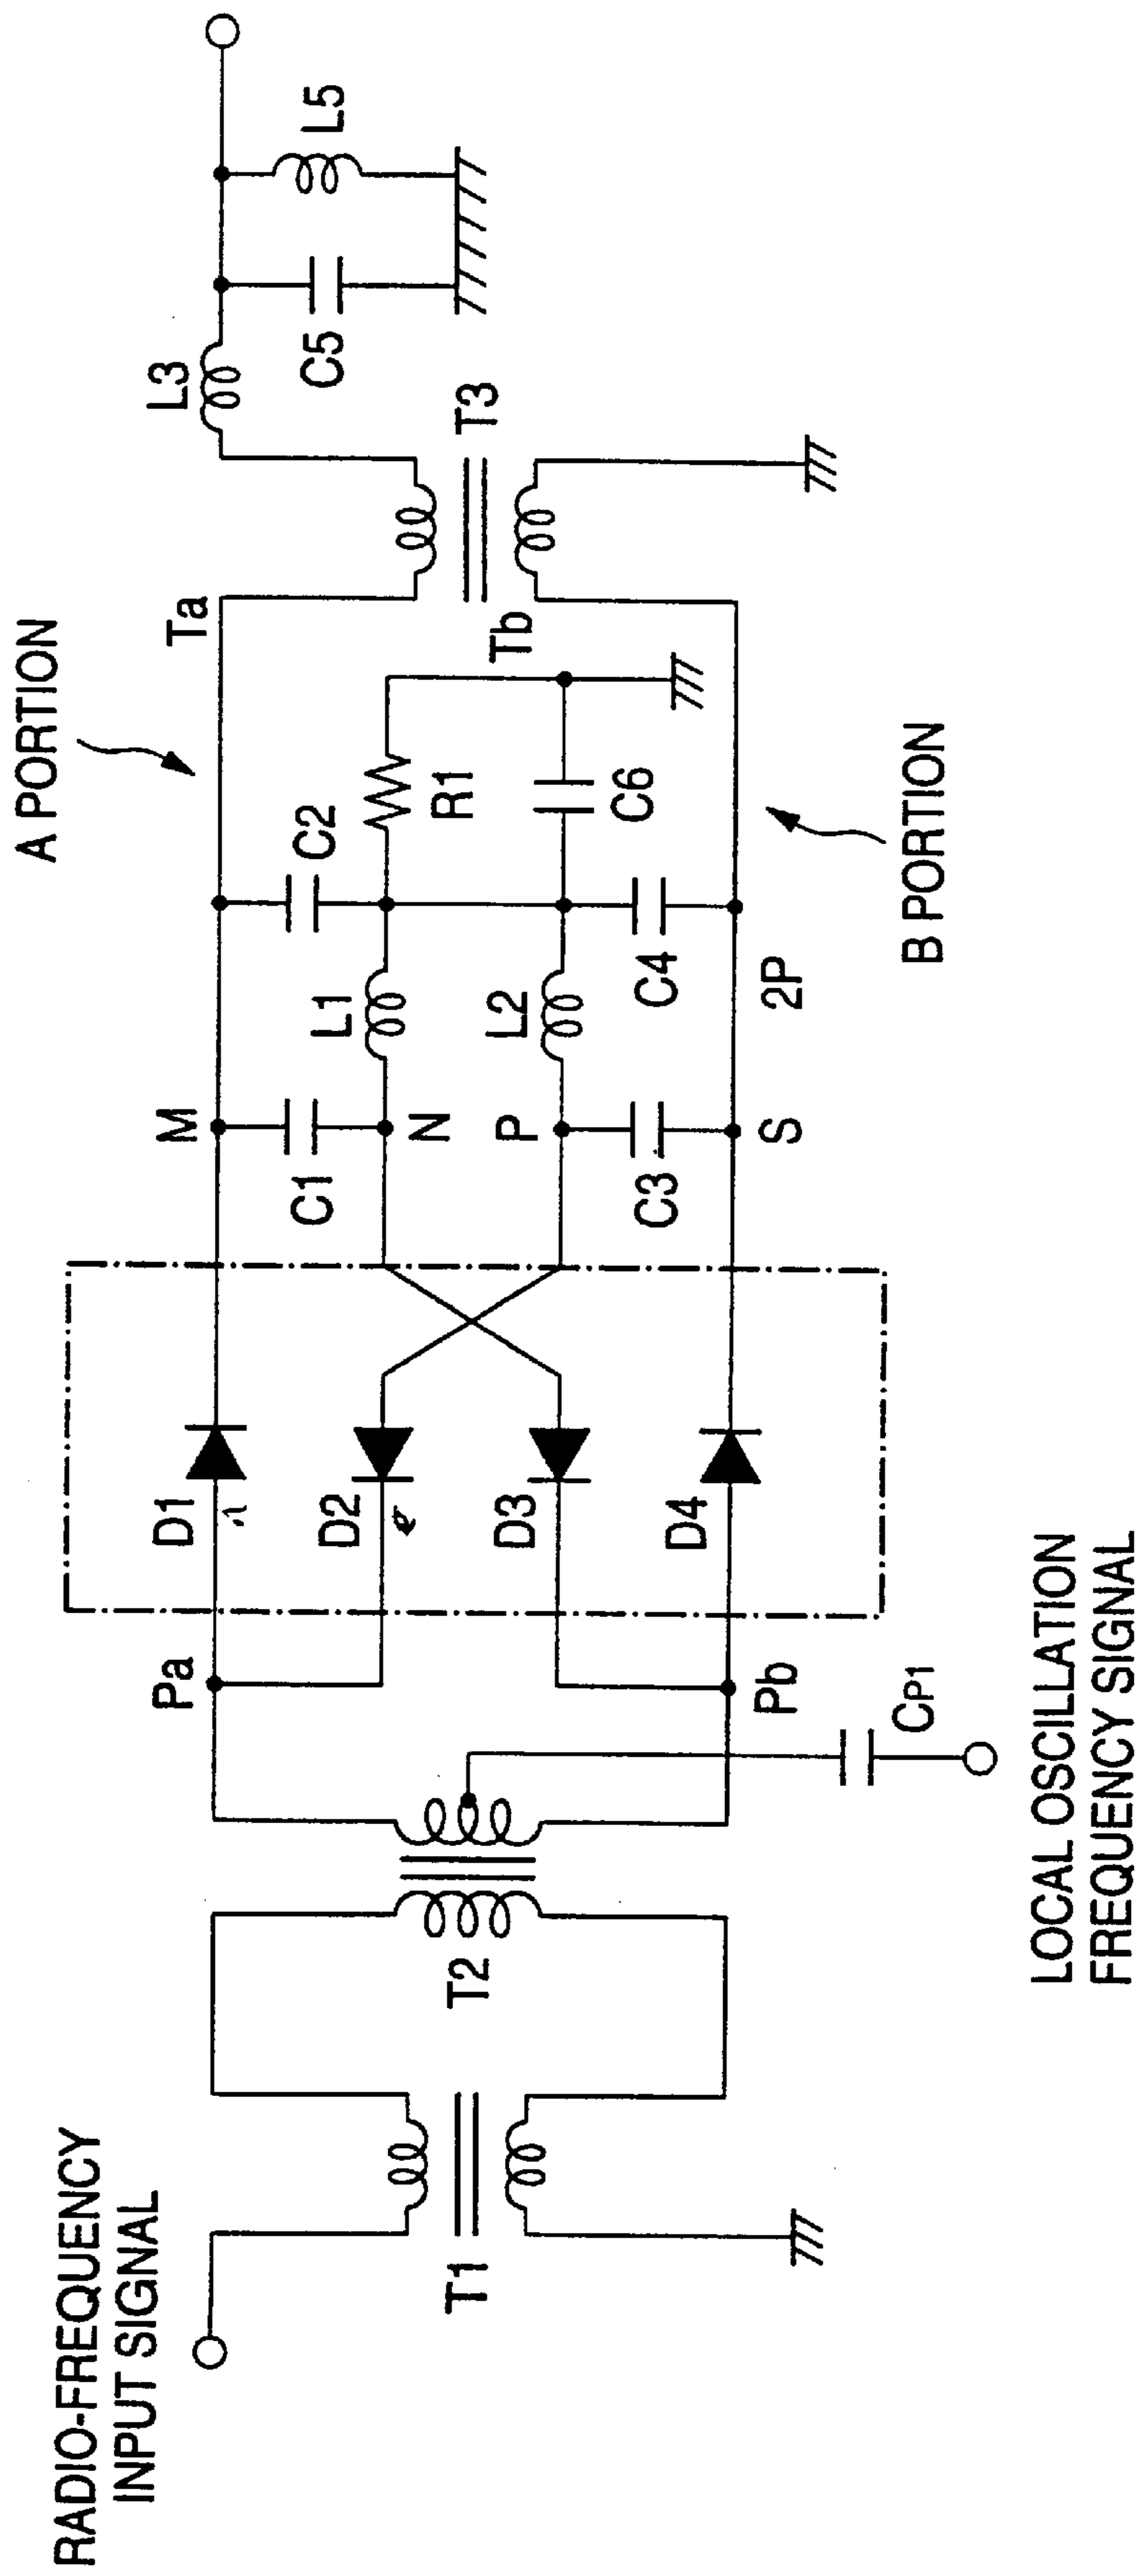 RADIO-FREQUENCY
INPUT SIGNAL
T1
T2
Pa
Pb
CP1
LOCAL OSCILLATION
FREQUENCY SIGNAL
D1
D2
D3
D4
M
C1
N
P
C3
S
L1
L2
C2
R1
C6
C4
2P
A PORTION
B PORTION
Ta
Tb
T3
L3
C5
L5